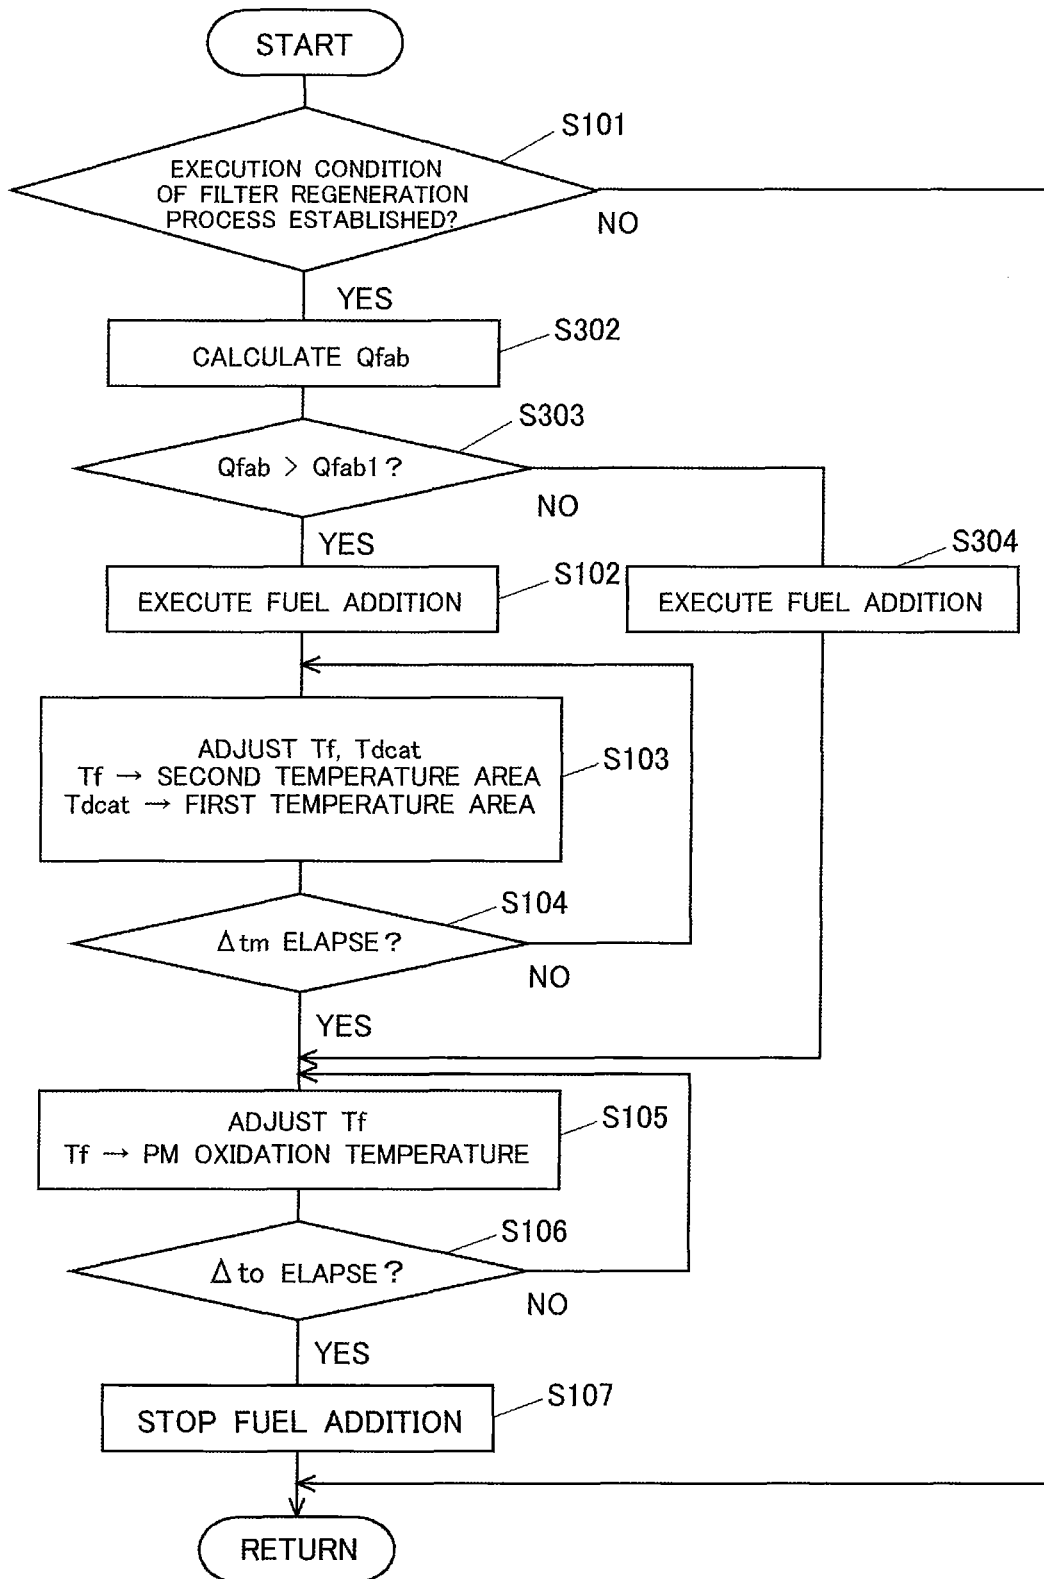 START
S101
EXECUTION CONDITION
OF FILTER REGENERATION
PROCESS ESTABLISHED?
NO
YES
S302
CALCULATE Qfab
S303
Qfab > Qfab1?
NO
YES
S304
S102
EXECUTE FUEL ADDITION
EXECUTE FUEL ADDITION
ADJUST Tf, Tdcat
Tf → SECOND TEMPERATURE AREA
Tdcat → FIRST TEMPERATURE AREA
S103
S104
Δtm ELAPSE?
NO
YES
ADJUST Tf
Tf → PM OXIDATION TEMPERATURE
S105
S106
Δto ELAPSE?
NO
YES
S107
STOP FUEL ADDITION
RETURN